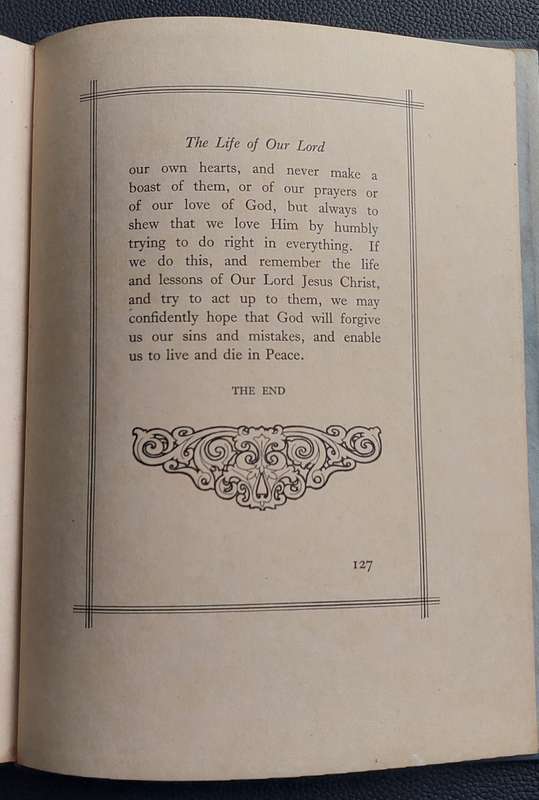 The Life of Our Lord
our own hearts, and never make a
boast of them, or of our prayers or
of our love of God, but always to
shew that we love Him by humbly
trying to do right in everything. If
we do this, and remember the life
and lessons of Our Lord Jesus Christ,
and try to act up to them, we may
confidently hope that God will forgive
us our sins and mistakes, and enable
us to live and die in Peace.
THE END
127